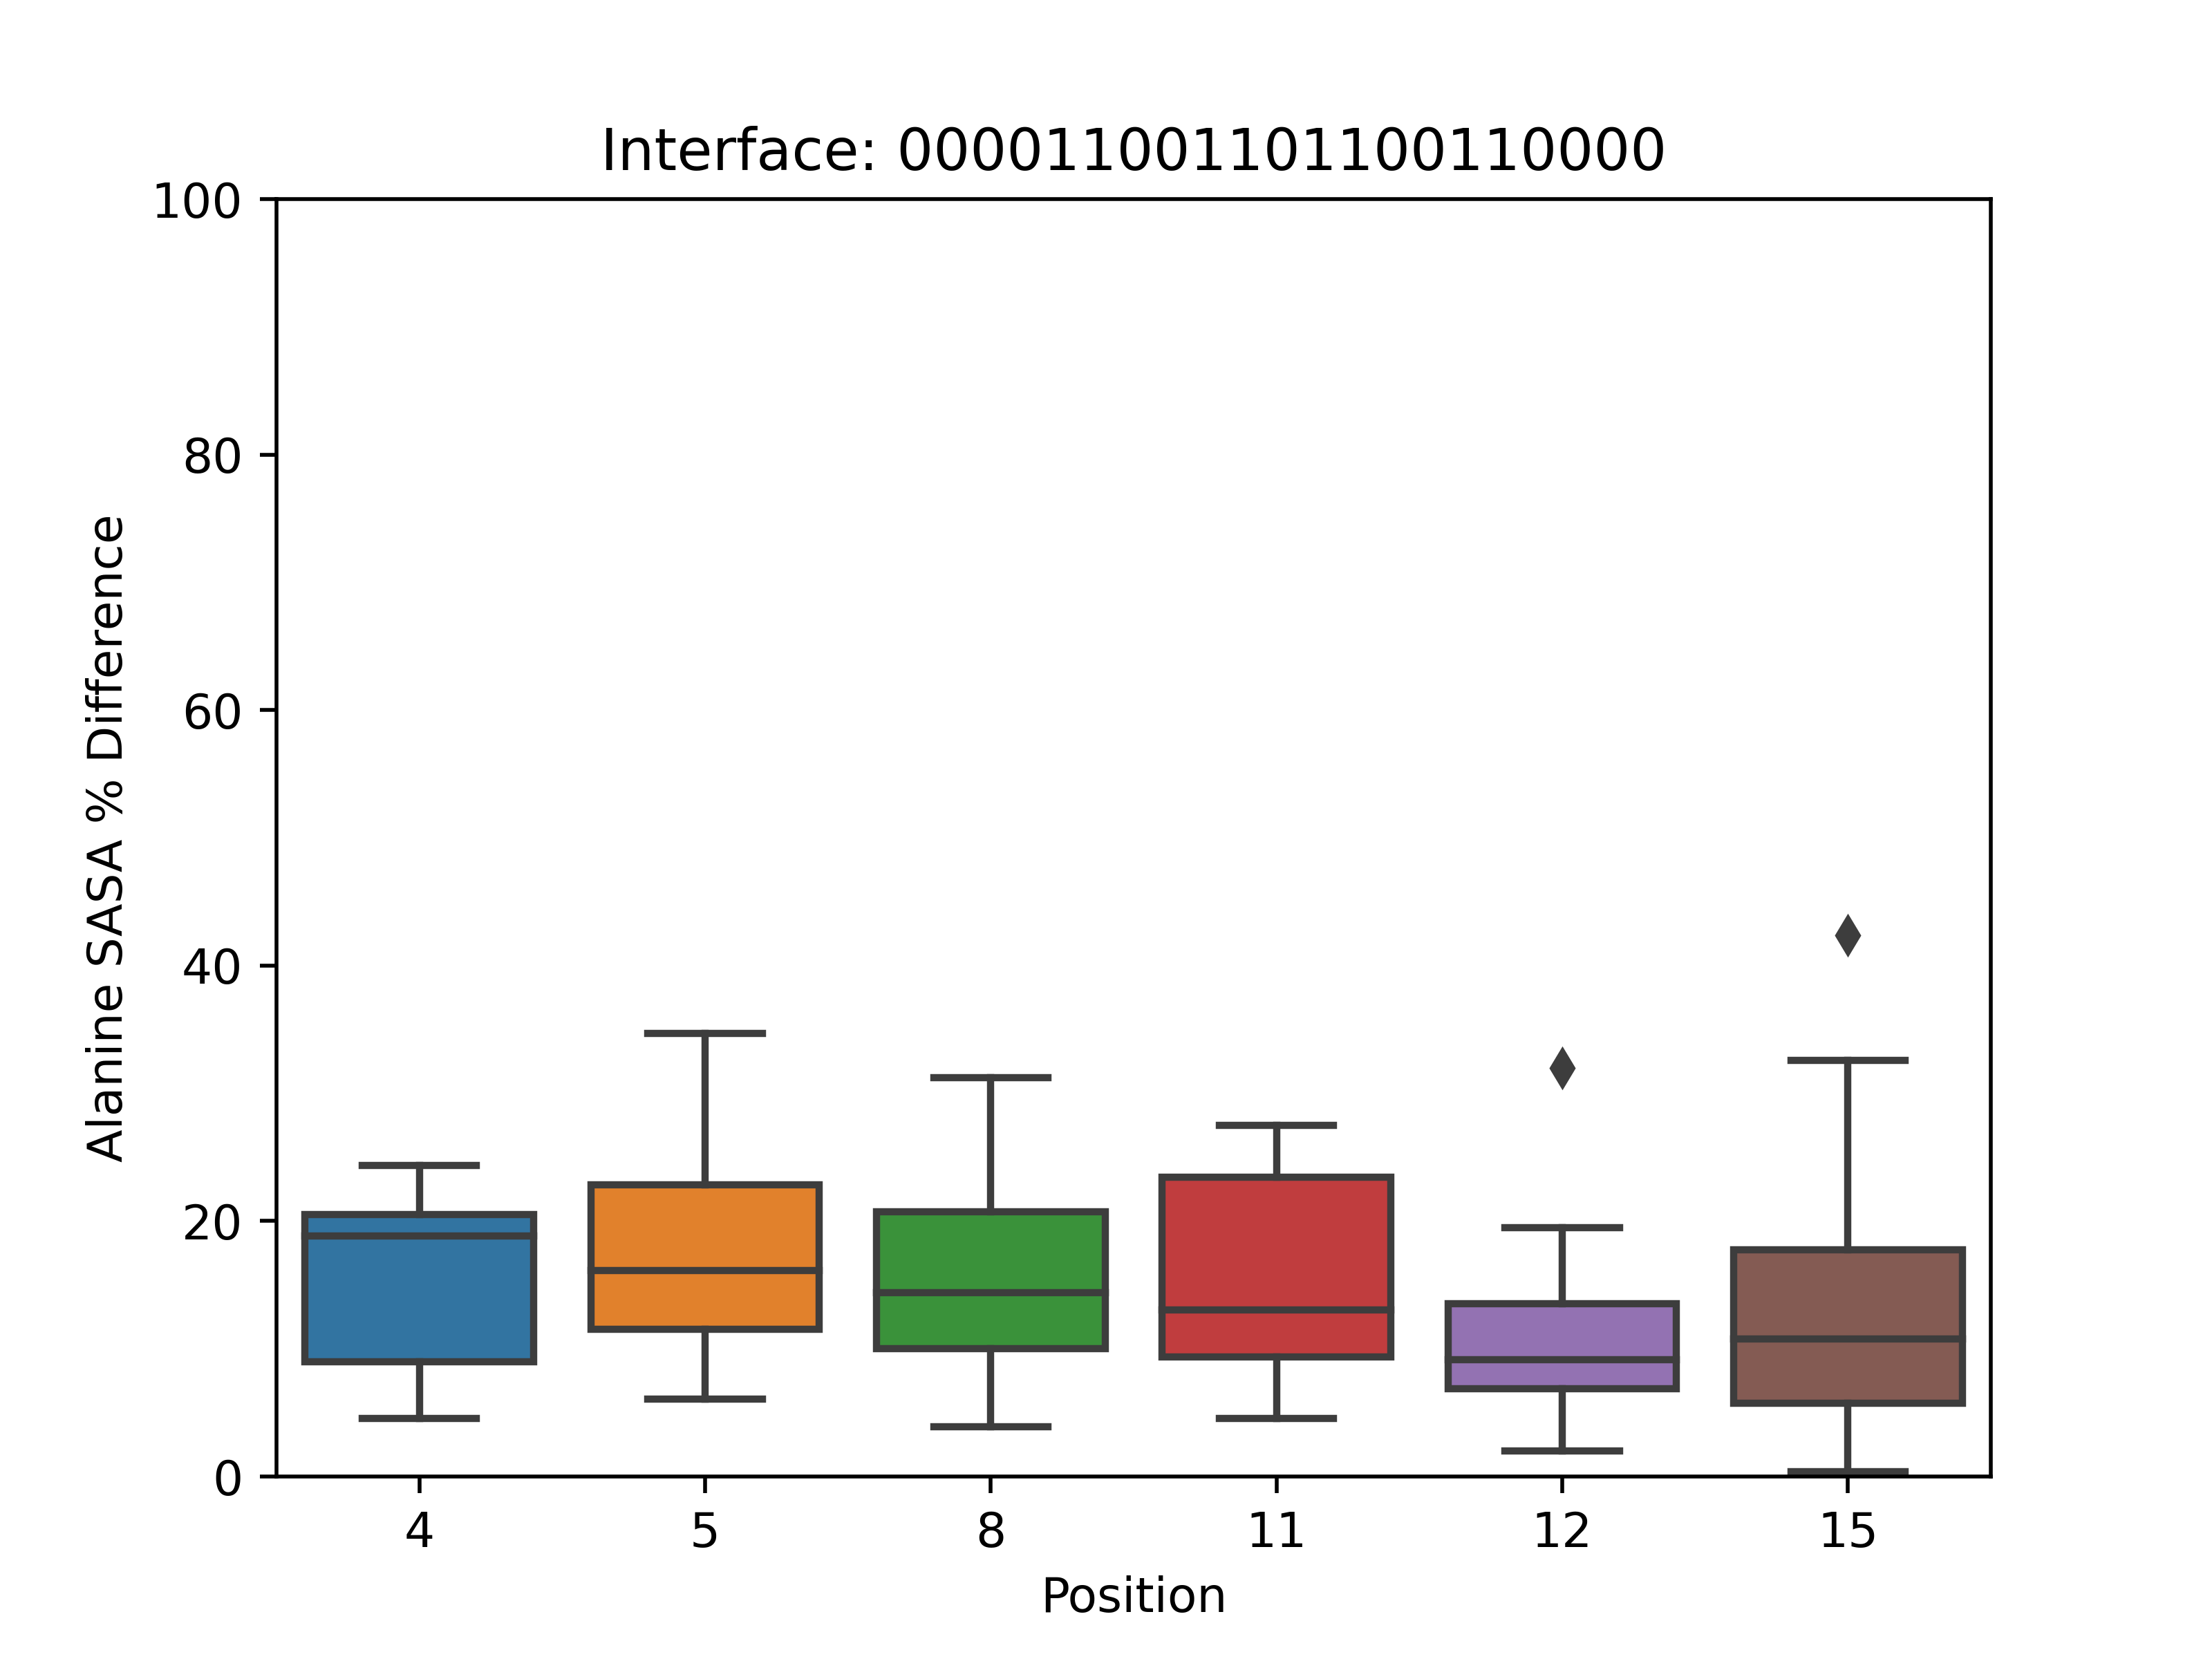 Interface: 000011001101100110000
100
80
60
40
20
0
Alanine SASA % Difference
4 5 8 11 12 15
Position